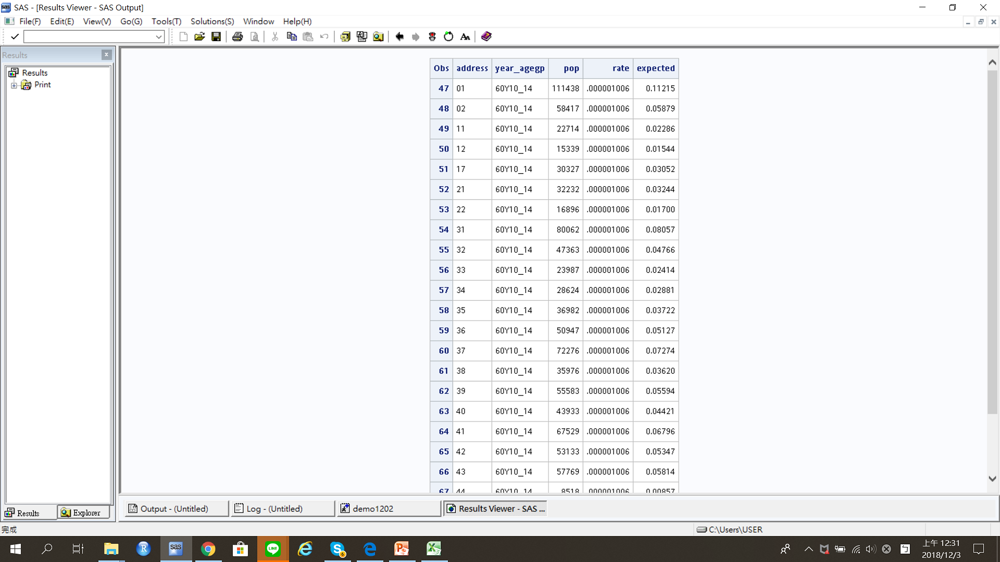 SAS - [Results Viewer - SAS Output]
File(F) Edit(E) View(V) Go(G) Tools(T) Solutions(S) Window Help(H)
Results
Results
Print
Obs address year_agegp pop rate expected
47 01 60Y10_14 111438 .000001006 0.11215
48 02 60Y10_14 58417 .000001006 0.05879
49 11 60Y10_14 22714 .000001006 0.02286
50 12 60Y10_14 15339 .000001006 0.01544
51 17 60Y10_14 30327 .000001006 0.03052
52 21 60Y10_14 32232 .000001006 0.03244
53 22 60Y10_14 16896 .000001006 0.01700
54 31 60Y10_14 80062 .000001006 0.08057
55 32 60Y10_14 47363 .000001006 0.04766
56 33 60Y10_14 23987 .000001006 0.02414
57 34 60Y10_14 28624 .000001006 0.02881
58 35 60Y10_14 36982 .000001006 0.03722
59 36 60Y10_14 50947 .000001006 0.05127
60 37 60Y10_14 72276 .000001006 0.07274
61 38 60Y10_14 35976 .000001006 0.03620
62 39 60Y10_14 55583 .000001006 0.05594
63 40 60Y10_14 43933 .000001006 0.04421
64 41 60Y10_14 67529 .000001006 0.06796
65 42 60Y10_14 53133 .000001006 0.05347
66 43 60Y10_14 57769 .000001006 0.05814
67 44 60Y10_14 8518 .000001006 0.00857
Results Explorer
Output - (Untitled) Log - (Untitled) demo1202 Results Viewer - SAS ...
完成 C:\Users\USER
上午 12:31
2018/12/3